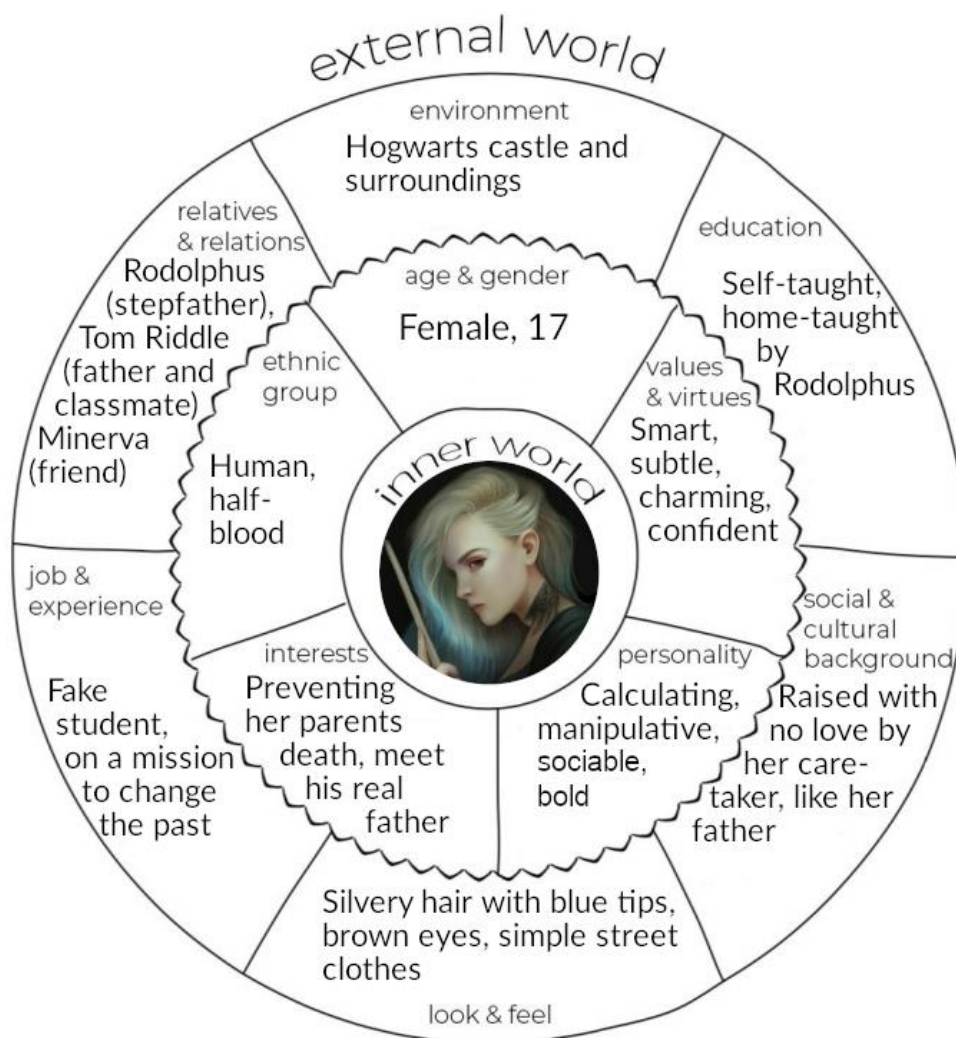 external world
environment
Hogwarts castle and
surroundings
relatives
& relations
Rodolphus
(stepfather),
Tom Riddle
(father and
classmate)
Minerva
(friend)
education
Self-taught,
home-taught
by
Rodolphus
age & gender
Female, 17
ethnic
group
Human,
half-
blood
values
& virtues
Smart,
subtle,
charming,
confident
inner world
job &
experience
Fake
student,
on a mission
to change
the past
interests
Preventing
her parents
death, meet
his real
father
personality
Calculating,
manipulative,
sociable,
bold
social &
cultural
background
Raised with
no love by
her care-
taker, like her
father
Silvery hair with blue tips,
brown eyes, simple street
clothes
look & feel